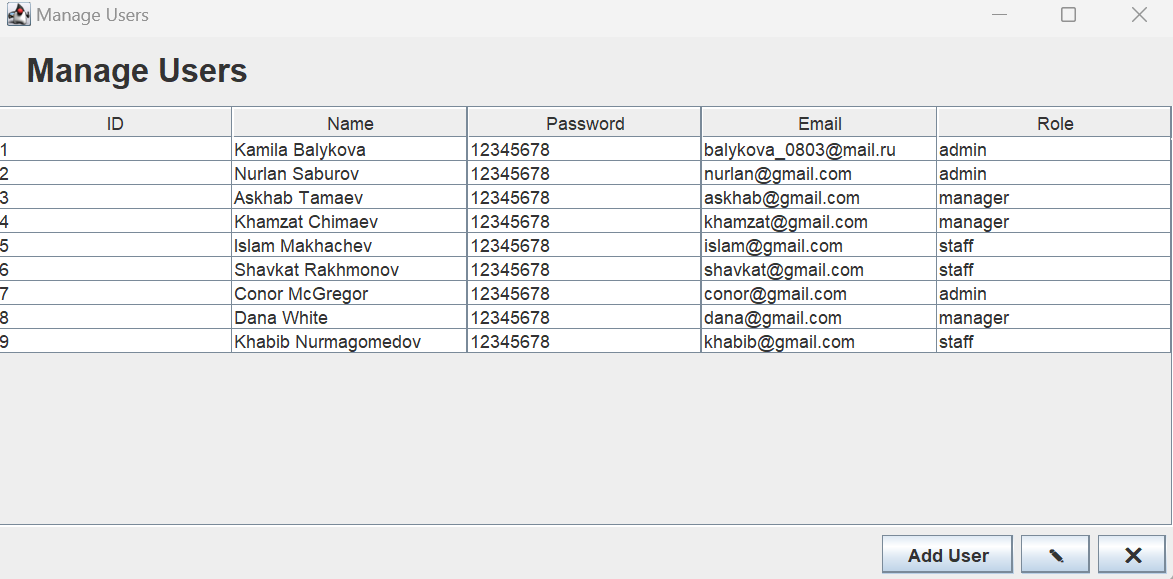 Manage Users
Manage Users
ID Name Password Email Role
1 Kamila Balykova 12345678 balykova_0803@mail.ru admin
2 Nurlan Saburov 12345678 nurlan@gmail.com admin
3 Askhab Tamaev 12345678 askhab@gmail.com manager
4 Khamzat Chimaev 12345678 khamzat@gmail.com manager
5 Islam Makhachev 12345678 islam@gmail.com staff
6 Shavkat Rakhmonov 12345678 shavkat@gmail.com staff
7 Conor McGregor 12345678 conor@gmail.com admin
8 Dana White 12345678 dana@gmail.com manager
9 Khabib Nurmagomedov 12345678 khabib@gmail.com staff
Add User